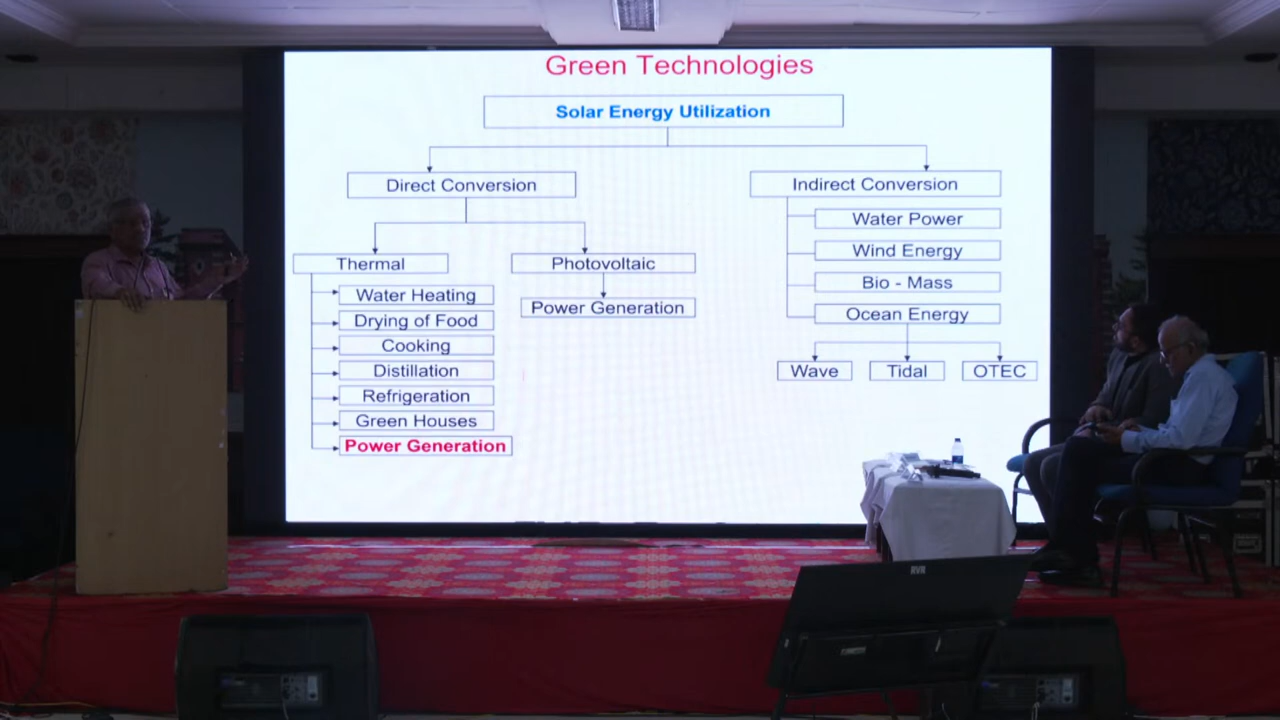 Green Technologies
Solar Energy Utilization
Direct Conversion
Indirect Conversion
Thermal
Photovoltaic
Water Heating
Drying of Food
Cooking
Distillation
Refrigeration
Green Houses
Power Generation
Power Generation
Water Power
Wind Energy
Bio - Mass
Ocean Energy
Wave
Tidal
OTEC
RVR